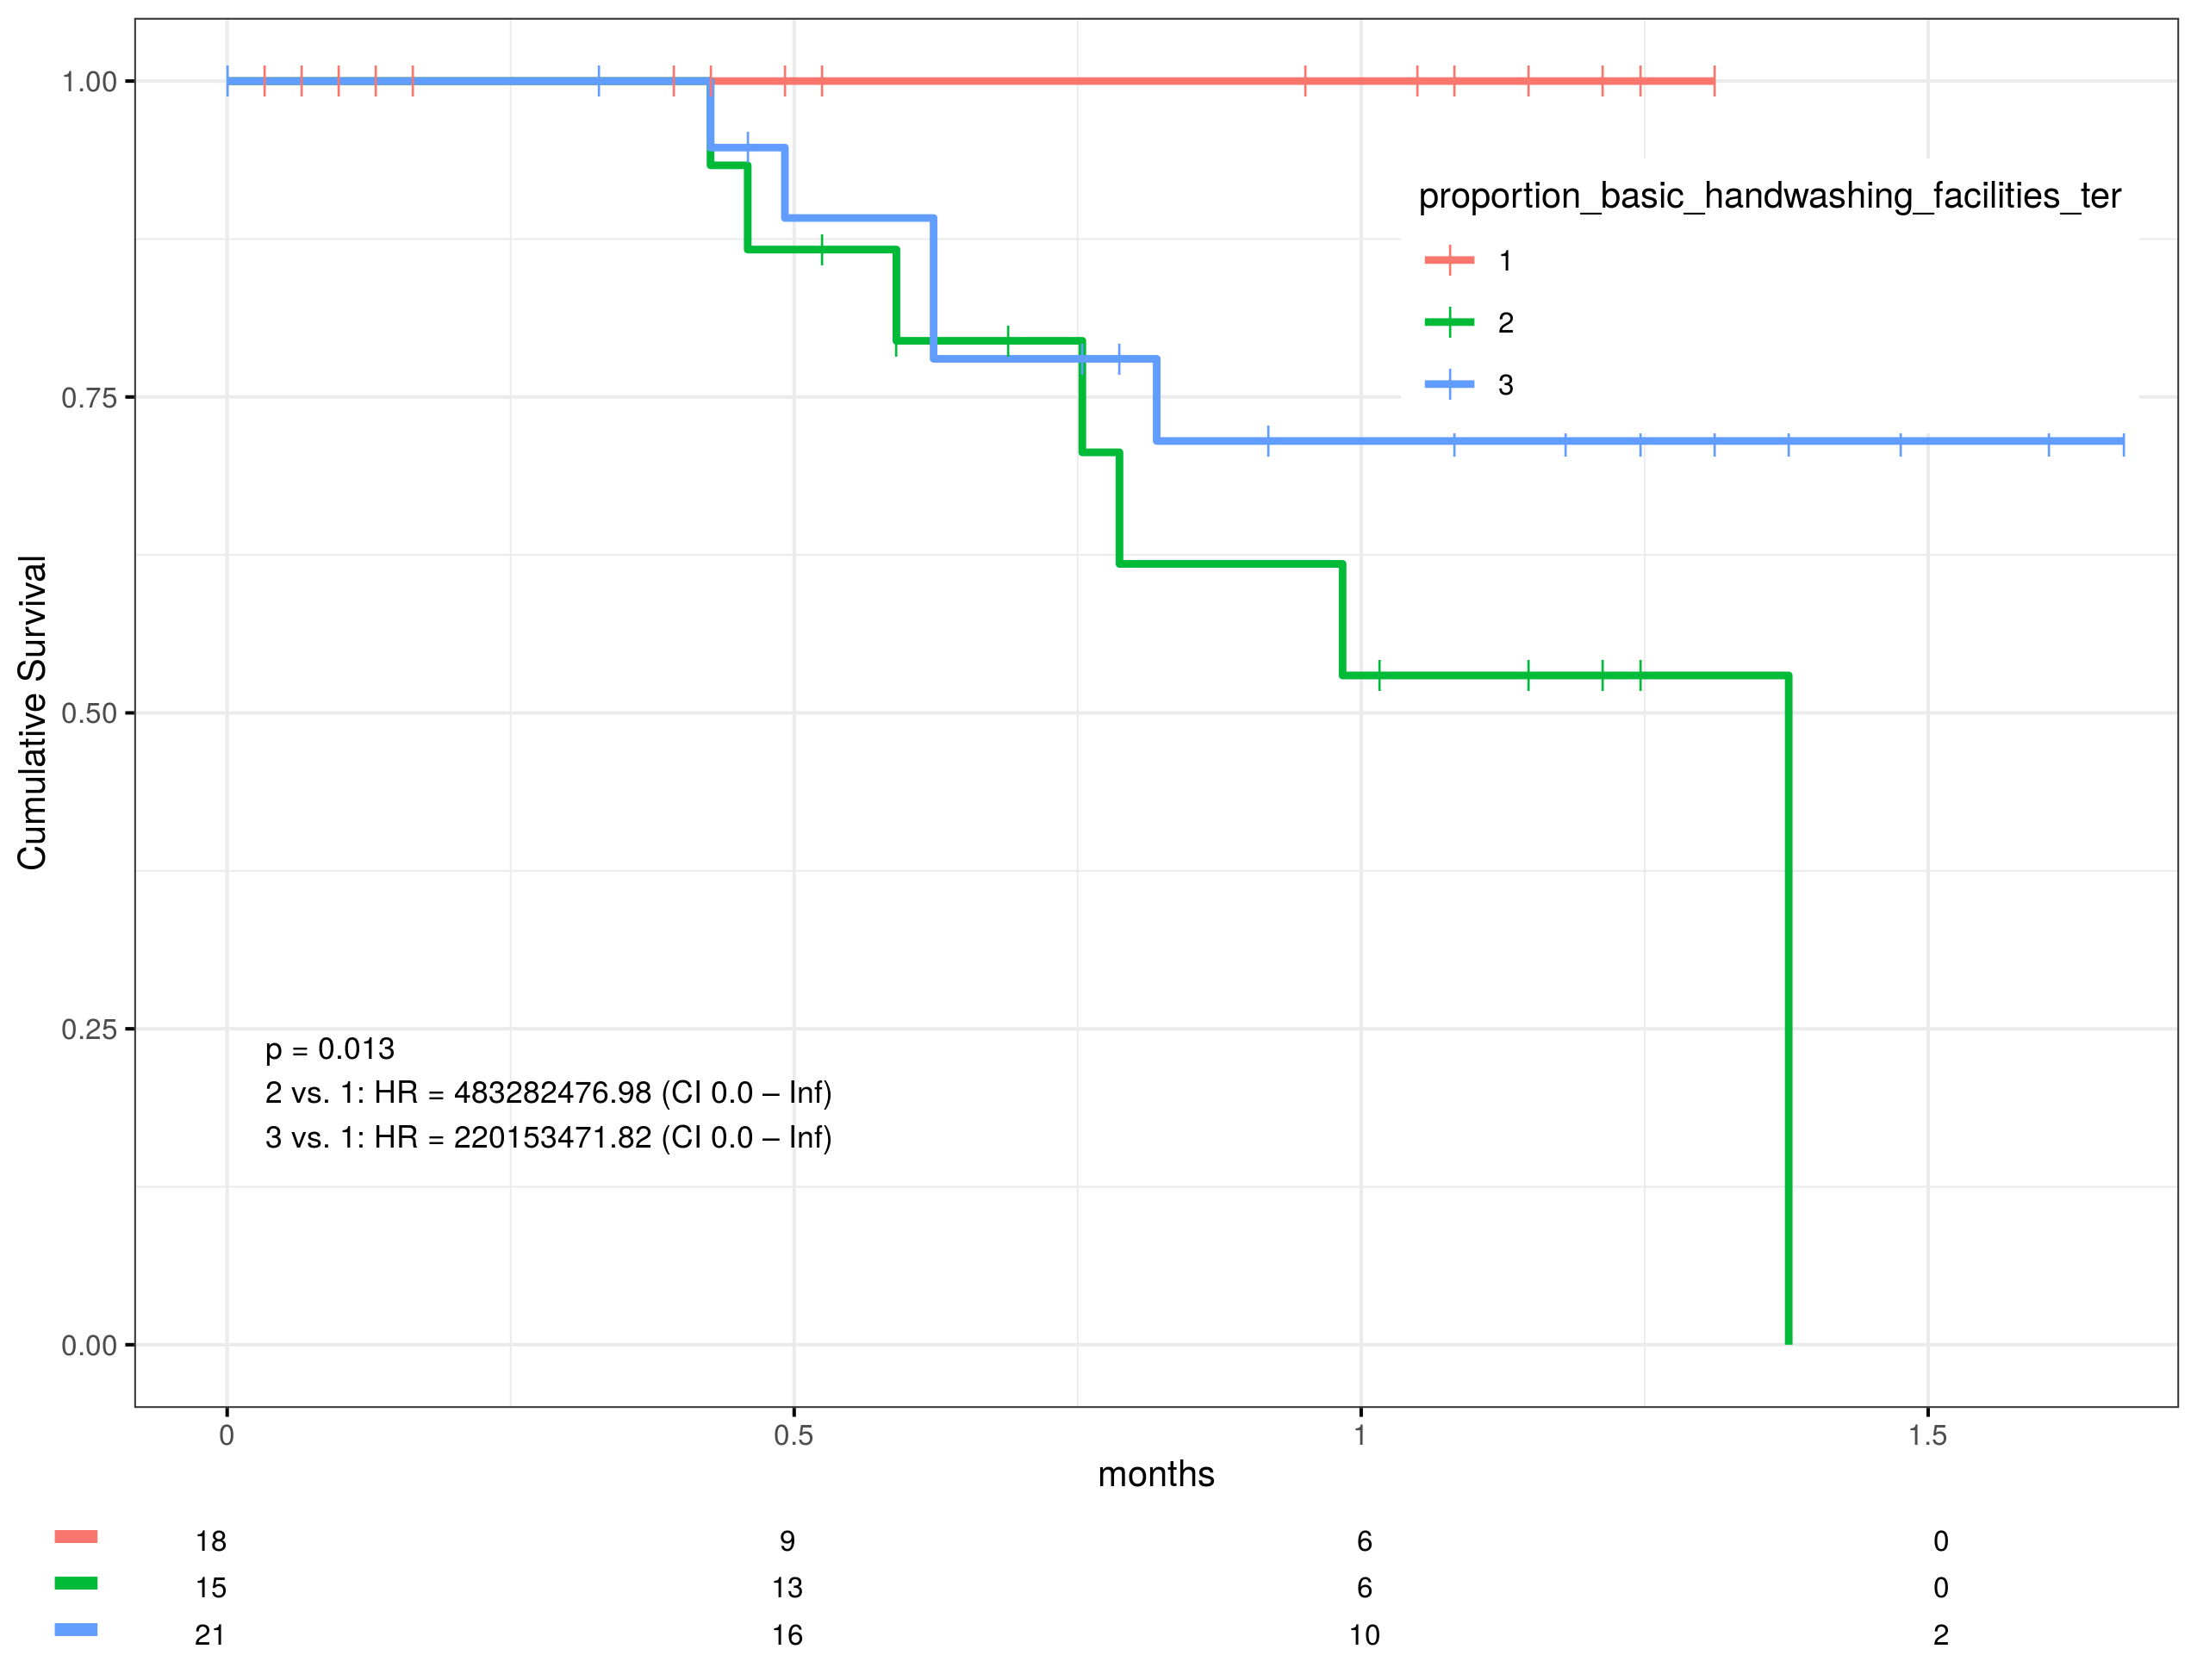 1.00
0.75
0.50
0.25
0.00
Cumulative Survival
proportion_basic_handwashing_facilities_ter
1
2
3
p = 0.013
2 vs. 1: HR = 483282476.98 (CI 0.0 – Inf)
3 vs. 1: HR = 220153471.82 (CI 0.0 – Inf)
0 0.5 1 1.5
months
18 9 6 0
15 13 6 0
21 16 10 2